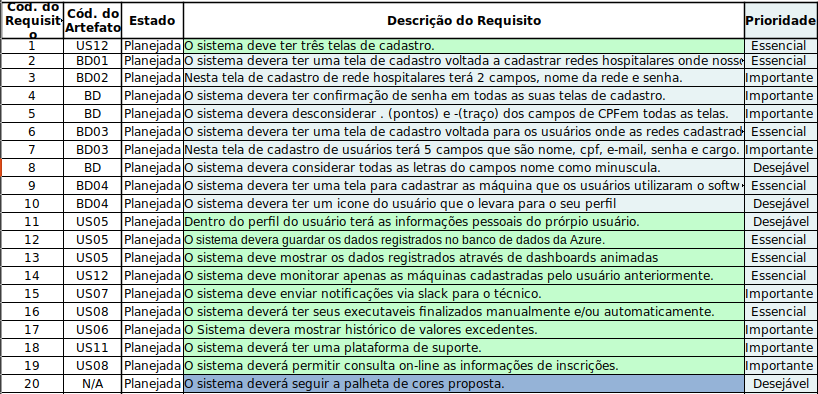 Cód. do Requisito Cód. do Artefato Estado Descrição do Requisito Prioridade
1 US12 Planejada O sistema deve ter três telas de cadastro. Essencial
2 BD01 Planejada O sistema devera ter uma tela de cadastro voltada a cadastrar redes hospitalares onde nosso Essencial
3 BD02 Planejada Nesta tela de cadastro de rede hospitalares terá 2 campos, nome da rede e senha. Importante
4 BD Planejada O sistema devera ter confirmação de senha em todas as suas telas de cadastro. Importante
5 BD Planejada O sistema devera desconsiderar . (pontos) e -(traço) dos campos de CPFem todas as telas. Importante
6 BD03 Planejada O sistema devera ter uma tela de cadastro voltada para os usuários onde as redes cadastrad Essencial
7 BD03 Planejada Nesta tela de cadastro de usuários terá 5 campos que são nome, cpf, e-mail, senha e cargo. Importante
8 BD Planejada O sistema devera considerar todas as letras do campos nome como minuscula. Desejável
9 BD04 Planejada O sistema devera ter uma tela para cadastrar as máquina que os usuários utilizaram o softw Essencial
10 BD04 Planejada O sistema devera ter um icone do usuário que o levara para o seu perfil Desejável
11 US05 Planejada Dentro do perfil do usuário terá as informações pessoais do prórpio usuário. Desejável
12 US05 Planejada O sistema devera guardar os dados registrados no banco de dados da Azure. Essencial
13 US05 Planejada O sistema deve mostrar os dados registrados através de dashboards animadas Essencial
14 US12 Planejada O sistema deve monitorar apenas as máquinas cadastradas pelo usuário anteriormente. Essencial
15 US07 Planejada O sistema deve enviar notificações via slack para o técnico. Importante
16 US08 Planejada O sistema deverá ter seus executaveis finalizados manualmente e/ou automaticamente. Essencial
17 US06 Planejada O Sistema devera mostrar histórico de valores excedentes. Importante
18 US11 Planejada O sistema deverá ter uma plataforma de suporte. Importante
19 US08 Planejada O sistema deverá permitir consulta on-line as informações de inscrições. Importante
20 N/A Planejada O sistema deverá seguir a palheta de cores proposta. Desejável